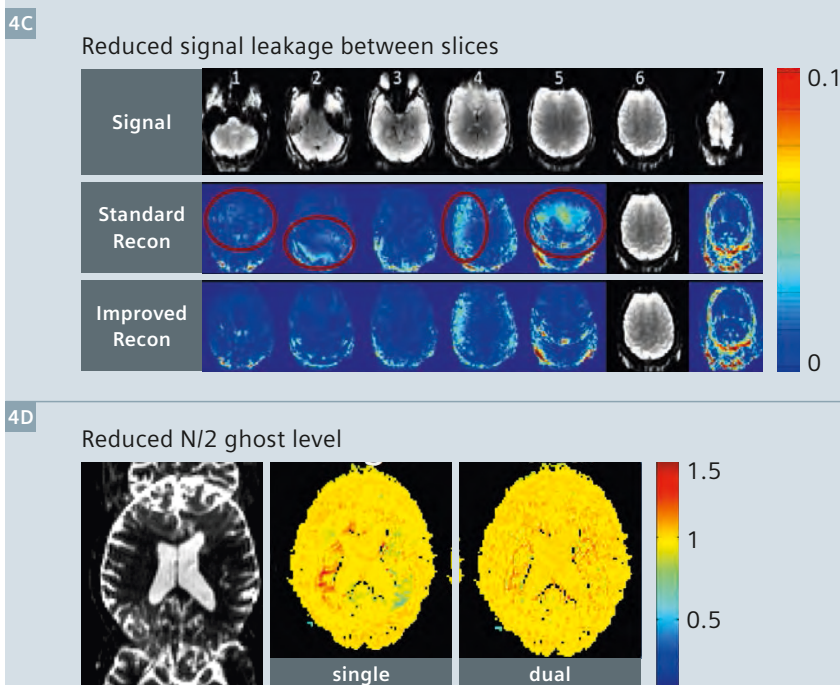 4C
Reduced signal leakage between slices
Signal
1 2 3 4 5 6 7
0.1
Standard
Recon
Improved
Recon
0
4D
Reduced N/2 ghost level
1.5
1
0.5
single
dual